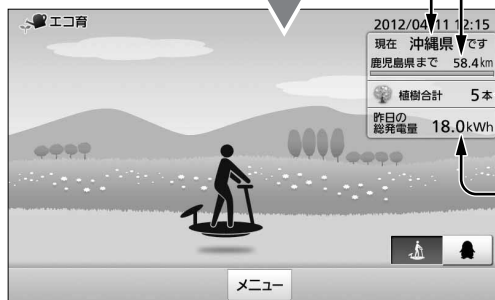 エコ育
2012/04/11 12:15
現在 沖縄県 です
鹿児島県まで 58.4km
植樹合計 5本
昨日の
総発電量 18.0kWh
メニュー